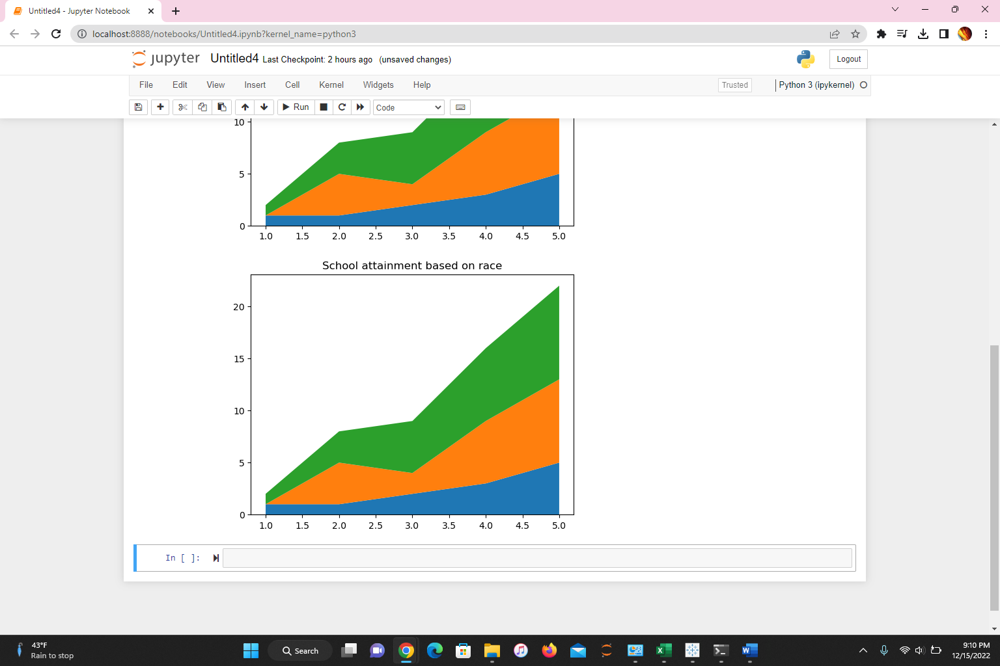 Untitled4 - Jupyter Notebook
localhost:8888/notebooks/Untitled4.ipynb?kernel_name=python3
jupyter Untitled4 Last Checkpoint: 2 hours ago (unsaved changes) Logout
File Edit View Insert Cell Kernel Widgets Help Trusted Python 3 (ipykernel)
Run Code
10
5
0
1.0 1.5 2.0 2.5 3.0 3.5 4.0 4.5 5.0
School attainment based on race
20
15
10
5
0
1.0 1.5 2.0 2.5 3.0 3.5 4.0 4.5 5.0
In [ ]:
43°F
Rain to stop
Search
9:10 PM
12/15/2022